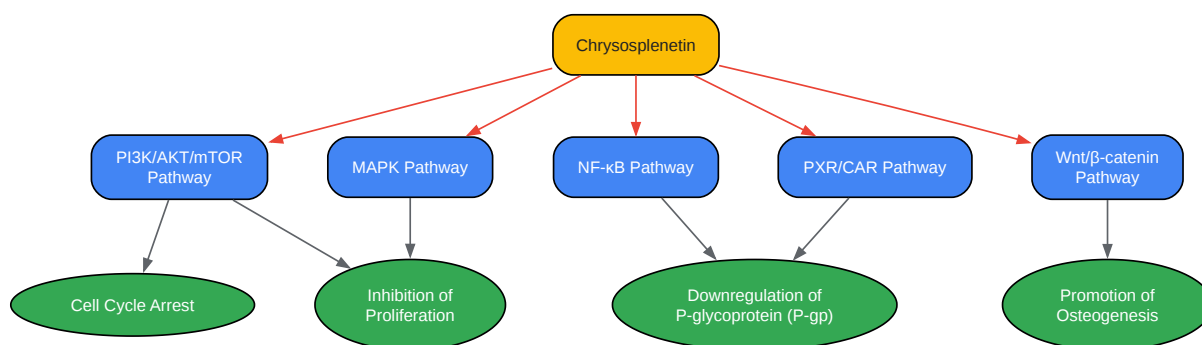 Chrysosplenetin
PI3K/AKT/mTOR
Pathway
MAPK Pathway
NF-κB Pathway
PXR/CAR Pathway
Wnt/β-catenin
Pathway
Cell Cycle Arrest
Inhibition of
Proliferation
Downregulation of
P-glycoprotein (P-gp)
Promotion of
Osteogenesis